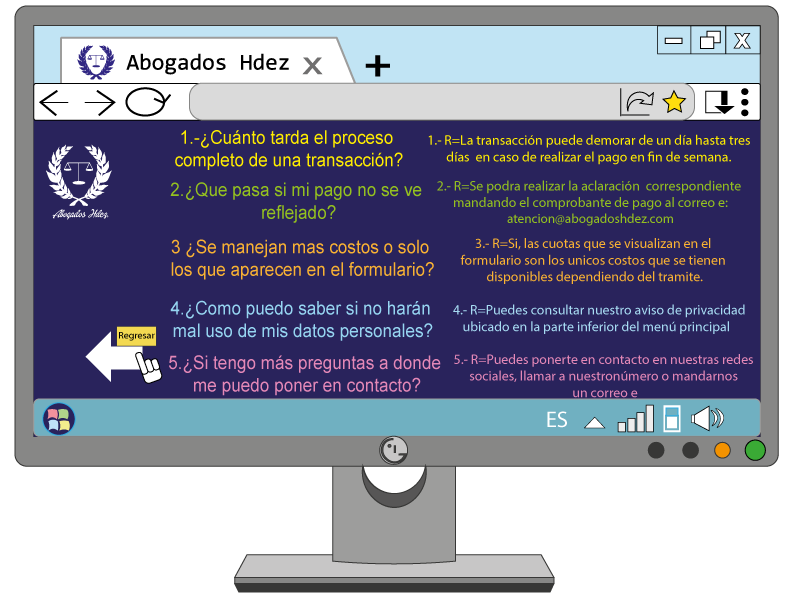 Abogados Hdez X
1.-¿Cuánto tarda el proceso
completo de una transacción?
1.- R=La transacción puede demorar de un día hasta tres
días en caso de realizar el pago en fin de semana.
2.¿Que pasa si mi pago no se ve
reflejado?
2.- R=Se podra realizar la aclaración correspondiente
mandando el comprobante de pago al correo e:
atencion@abogadoshdez.com
3 ¿Se manejan mas costos o solo
los que aparecen en el formulario?
3.- R=Si, las cuotas que se visualizan en el
formulario son los unicos costos que se tienen
disponibles dependiendo del tramite.
4.¿Como puedo saber si no harán
mal uso de mis datos personales?
4.- R=Puedes consultar nuestro aviso de privacidad
ubicado en la parte inferior del menú principal
5.¿Si tengo más preguntas a donde
me puedo poner en contacto?
5.- R=Puedes ponerte en contacto en nuestras redes
sociales, llamar a nuestronúmero o mandarnos
un correo e
Abogados Hdez.
Regresar
ES